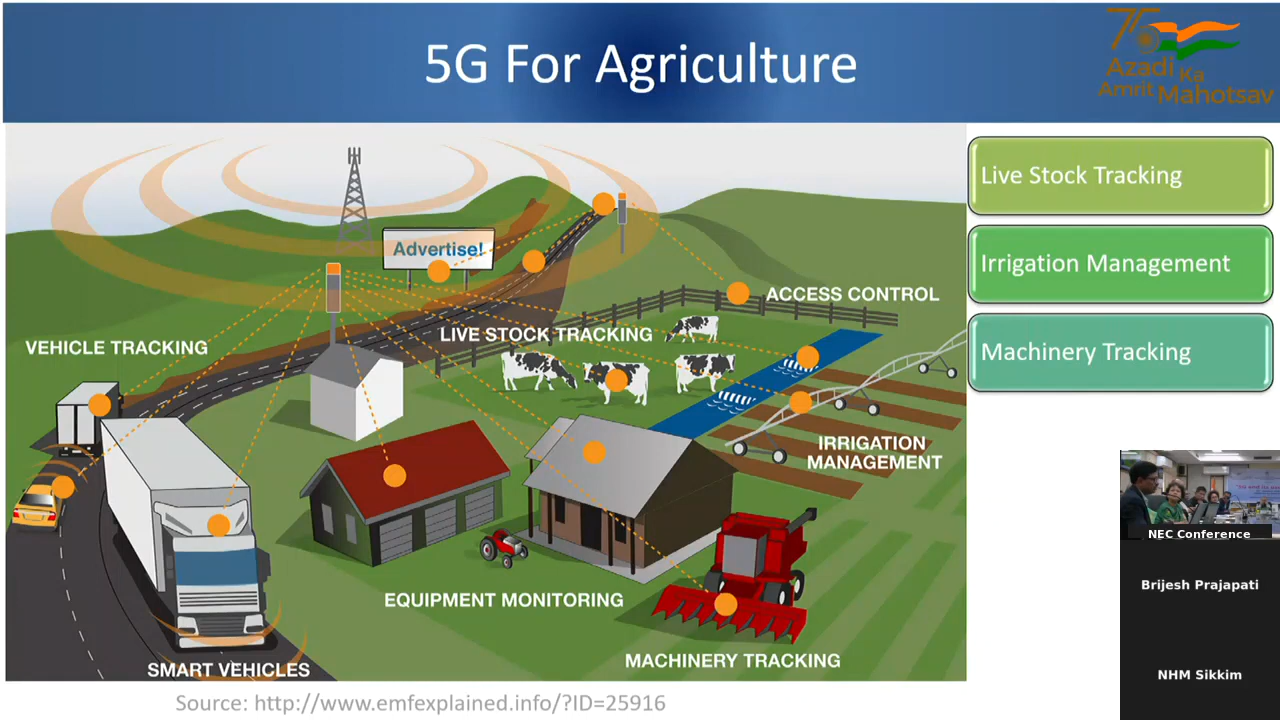 5G For Agriculture
75
Azadi
Ka
Amrit
Mahotsav
Live Stock Tracking
Irrigation Management
Machinery Tracking
Advertise!
ACCESS CONTROL
LIVE STOCK TRACKING
VEHICLE TRACKING
IRRIGATION
MANAGEMENT
EQUIPMENT MONITORING
MACHINERY TRACKING
SMART VEHICLES
Source: http://www.emfexplained.info/?ID=25916
NEC Conference
Brijesh Prajapati
NHM Sikkim